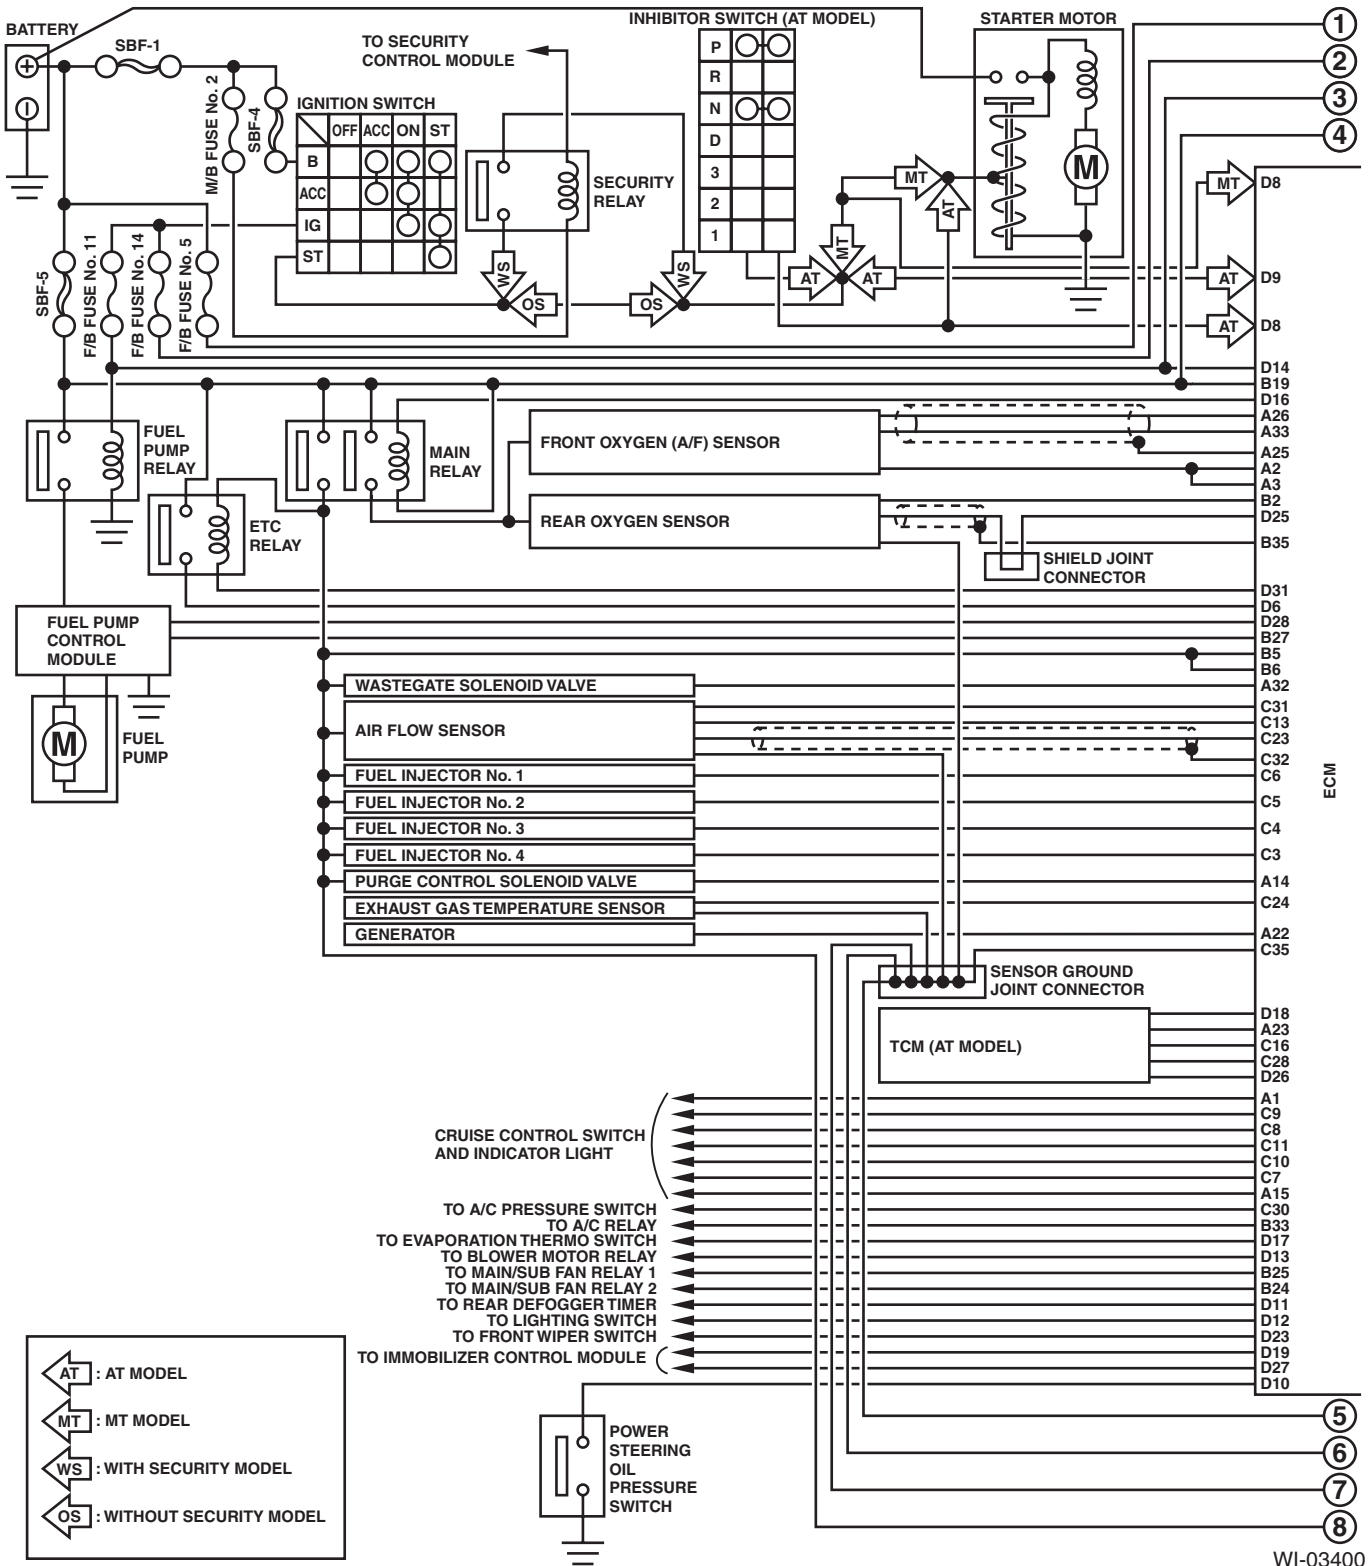 BATTERY
SBF-1
M/B FUSE No. 2
SBF-4
TO SECURITY
CONTROL MODULE
INHIBITOR SWITCH (AT MODEL)
P
R
N
D
3
2
1
STARTER MOTOR
M
1
2
3
4
IGNITION SWITCH
OFF ACC ON ST
B
ACC
IG
ST
SECURITY
RELAY
WS
OS
OS
WS
AT
MT
AT
MT
AT
MT
AT
AT
SBF-5
F/B FUSE No. 11
F/B FUSE No. 14
F/B FUSE No. 5
D8
D9
D8
D14
B19
D16
A26
A33
A25
A2
A3
B2
D25
B35
D31
D6
D28
B27
B5
B6
A32
C31
C13
C23
C32
C6
C5
C4
C3
A14
C24
A22
C35
D18
A23
C16
C28
D26
A1
C9
C8
C11
C10
C7
A15
C30
B33
D17
D13
B25
B24
D11
D12
D23
D19
D27
D10
ECM
FUEL
PUMP
RELAY
MAIN
RELAY
ETC
RELAY
FRONT OXYGEN (A/F) SENSOR
REAR OXYGEN SENSOR
SHIELD JOINT
CONNECTOR
FUEL PUMP
CONTROL
MODULE
M
FUEL
PUMP
WASTEGATE SOLENOID VALVE
AIR FLOW SENSOR
FUEL INJECTOR No. 1
FUEL INJECTOR No. 2
FUEL INJECTOR No. 3
FUEL INJECTOR No. 4
PURGE CONTROL SOLENOID VALVE
EXHAUST GAS TEMPERATURE SENSOR
GENERATOR
SENSOR GROUND
JOINT CONNECTOR
TCM (AT MODEL)
CRUISE CONTROL SWITCH
AND INDICATOR LIGHT
TO A/C PRESSURE SWITCH
TO A/C RELAY
TO EVAPORATION THERMO SWITCH
TO BLOWER MOTOR RELAY
TO MAIN/SUB FAN RELAY 1
TO MAIN/SUB FAN RELAY 2
TO REAR DEFOGGER TIMER
TO LIGHTING SWITCH
TO FRONT WIPER SWITCH
TO IMMOBILIZER CONTROL MODULE
POWER
STEERING
OIL
PRESSURE
SWITCH
5
6
7
8
AT : AT MODEL
MT : MT MODEL
WS : WITH SECURITY MODEL
OS : WITHOUT SECURITY MODEL
WI-03400